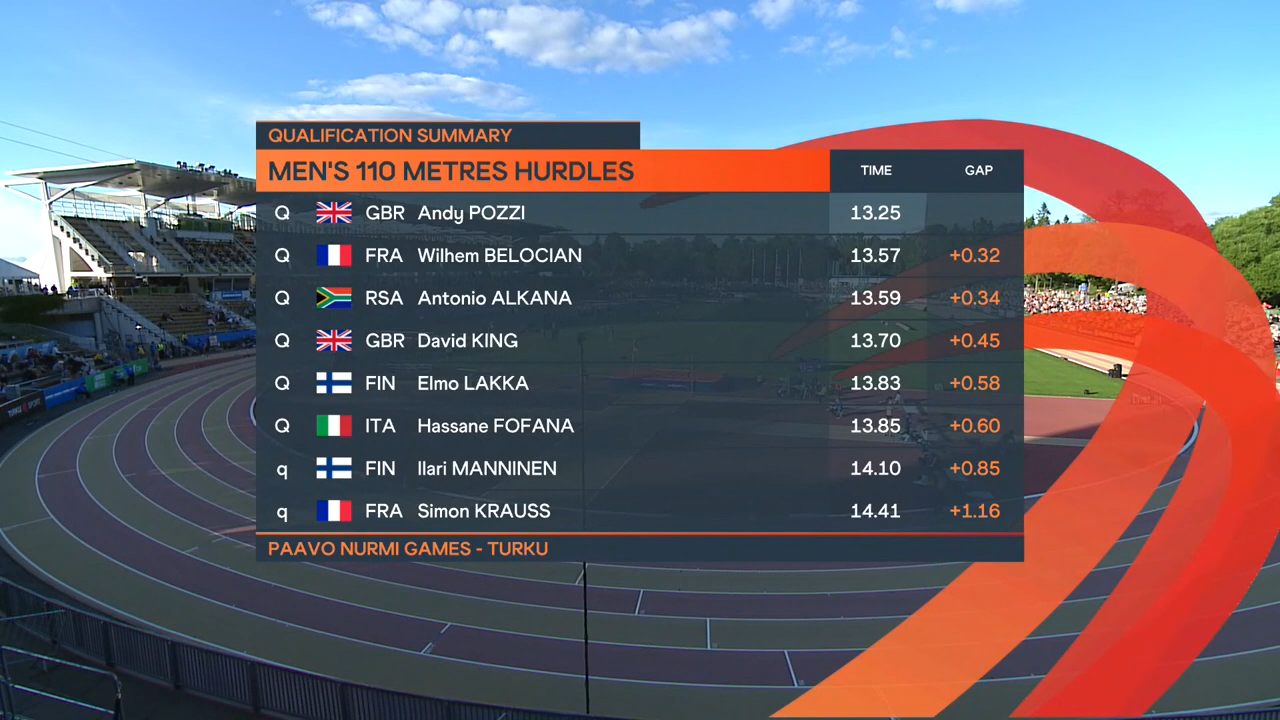 QUALIFICATION SUMMARY
MEN'S 110 METRES HURDLES TIME GAP
Q GBR Andy POZZI 13.25
Q FRA Wilhem BELOCIAN 13.57 +0.32
Q RSA Antonio ALKANA 13.59 +0.34
Q GBR David KING 13.70 +0.45
Q FIN Elmo LAKKA 13.83 +0.58
Q ITA Hassane FOFANA 13.85 +0.60
q FIN Ilari MANNINEN 14.10 +0.85
q FRA Simon KRAUSS 14.41 +1.16
PAAVO NURMI GAMES - TURKU